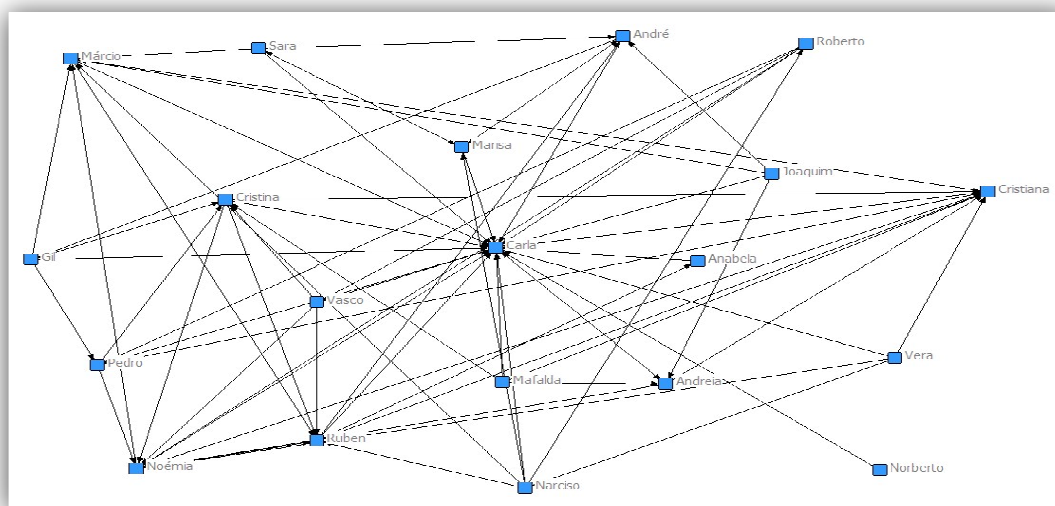 André
Roberto
Sara
Márcio
Marisa
Joaquim
Cristiana
Cristina
Carla
Gil
Anabela
Vasco
Vera
Pedro
Mafalda
Andreia
Ruben
Noémia
Norberto
Narciso